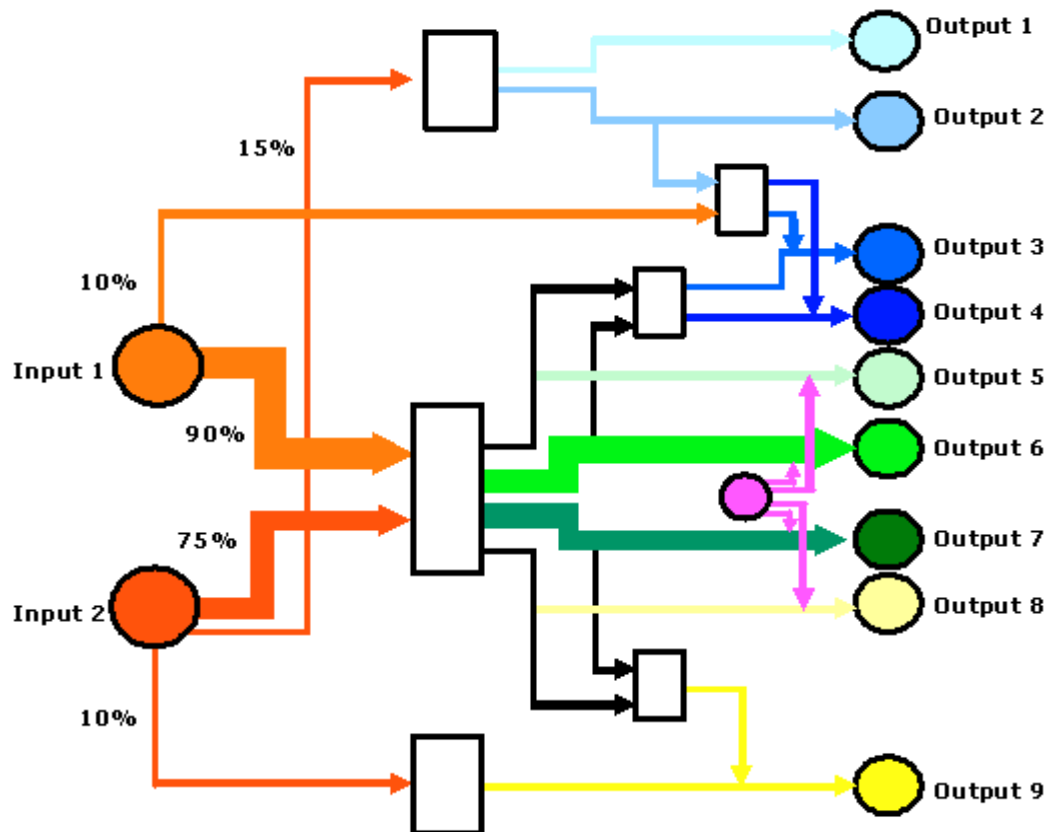 Output 1
Output 2
15%
Output 3
10%
Output 4
Input 1
Output 5
90%
Output 6
75%
Output 7
Input 2
Output 8
10%
Output 9